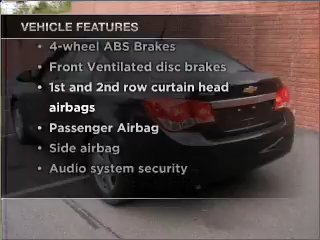 VEHICLE FEATURES
• 4-wheel ABS Brakes
• Front Ventilated disc brakes
• 1st and 2nd row curtain head
airbags
• Passenger Airbag
• Side airbag
• Audio system security